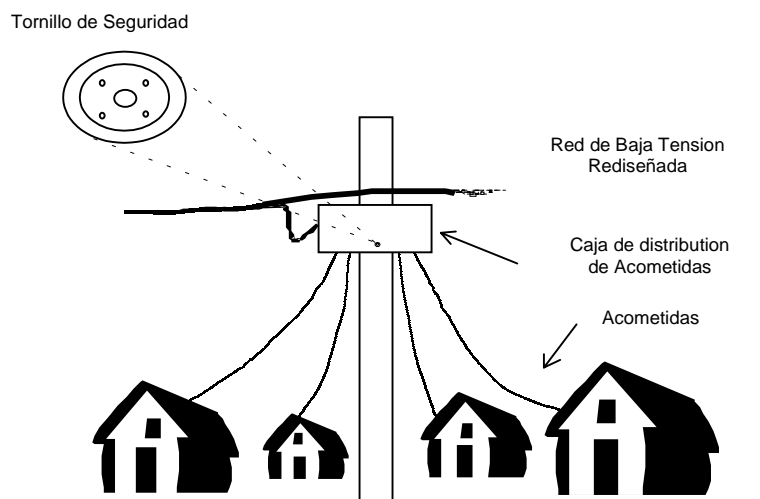 Tornillo de Seguridad
Red de Baja Tension
Rediseñada
Caja de distribution
de Acometidas
Acometidas